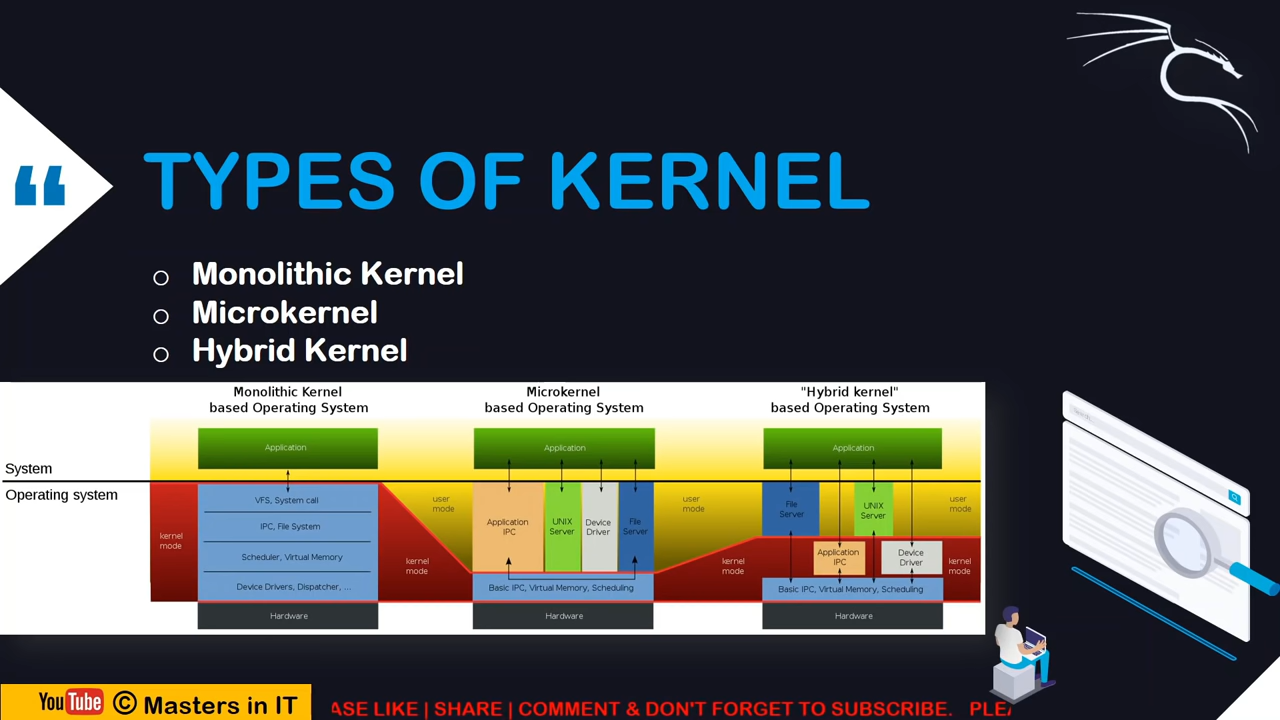 “
TYPES OF KERNEL
o Monolithic Kernel
o Microkernel
o Hybrid Kernel
Monolithic Kernel
based Operating System
Microkernel
based Operating System
"Hybrid kernel"
based Operating System
System
Operating system
Application
VFS, System call
IPC, File System
Scheduler, Virtual Memory
Device Drivers, Dispatcher, ...
Hardware
kernel
mode
user
mode
kernel
mode
Application
Application
IPC
UNIX
Server
Device
Driver
File
Server
Basic IPC, Virtual Memory, Scheduling
Hardware
user
mode
kernel
mode
Application
File
Server
UNIX
Server
Application
IPC
Device
Driver
Basic IPC, Virtual Memory, Scheduling
Hardware
user
mode
kernel
mode
YouTube © Masters in IT
ASE LIKE | SHARE | COMMENT & DON'T FORGET TO SUBSCRIBE. PLEA